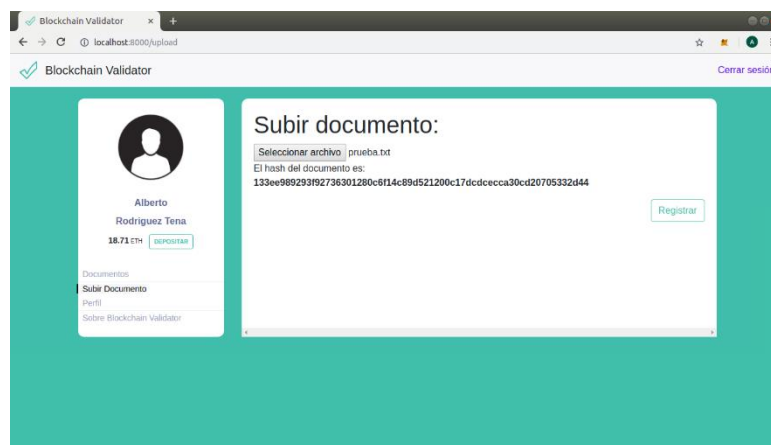 Blockchain Validator
localhost:8000/upload
A
Blockchain Validator
Cerrar sesión
Alberto
Rodriguez Tena
18.71 ETH DEPOSITAR
Documentos
Subir Documento
Perfil
Sobre Blockchain Validator
Subir documento:
Seleccionar archivo prueba.txt
El hash del documento es:
133ee989293f92736301280c6f14c89d521200c17dcdcecca30cd20705332d44
Registrar